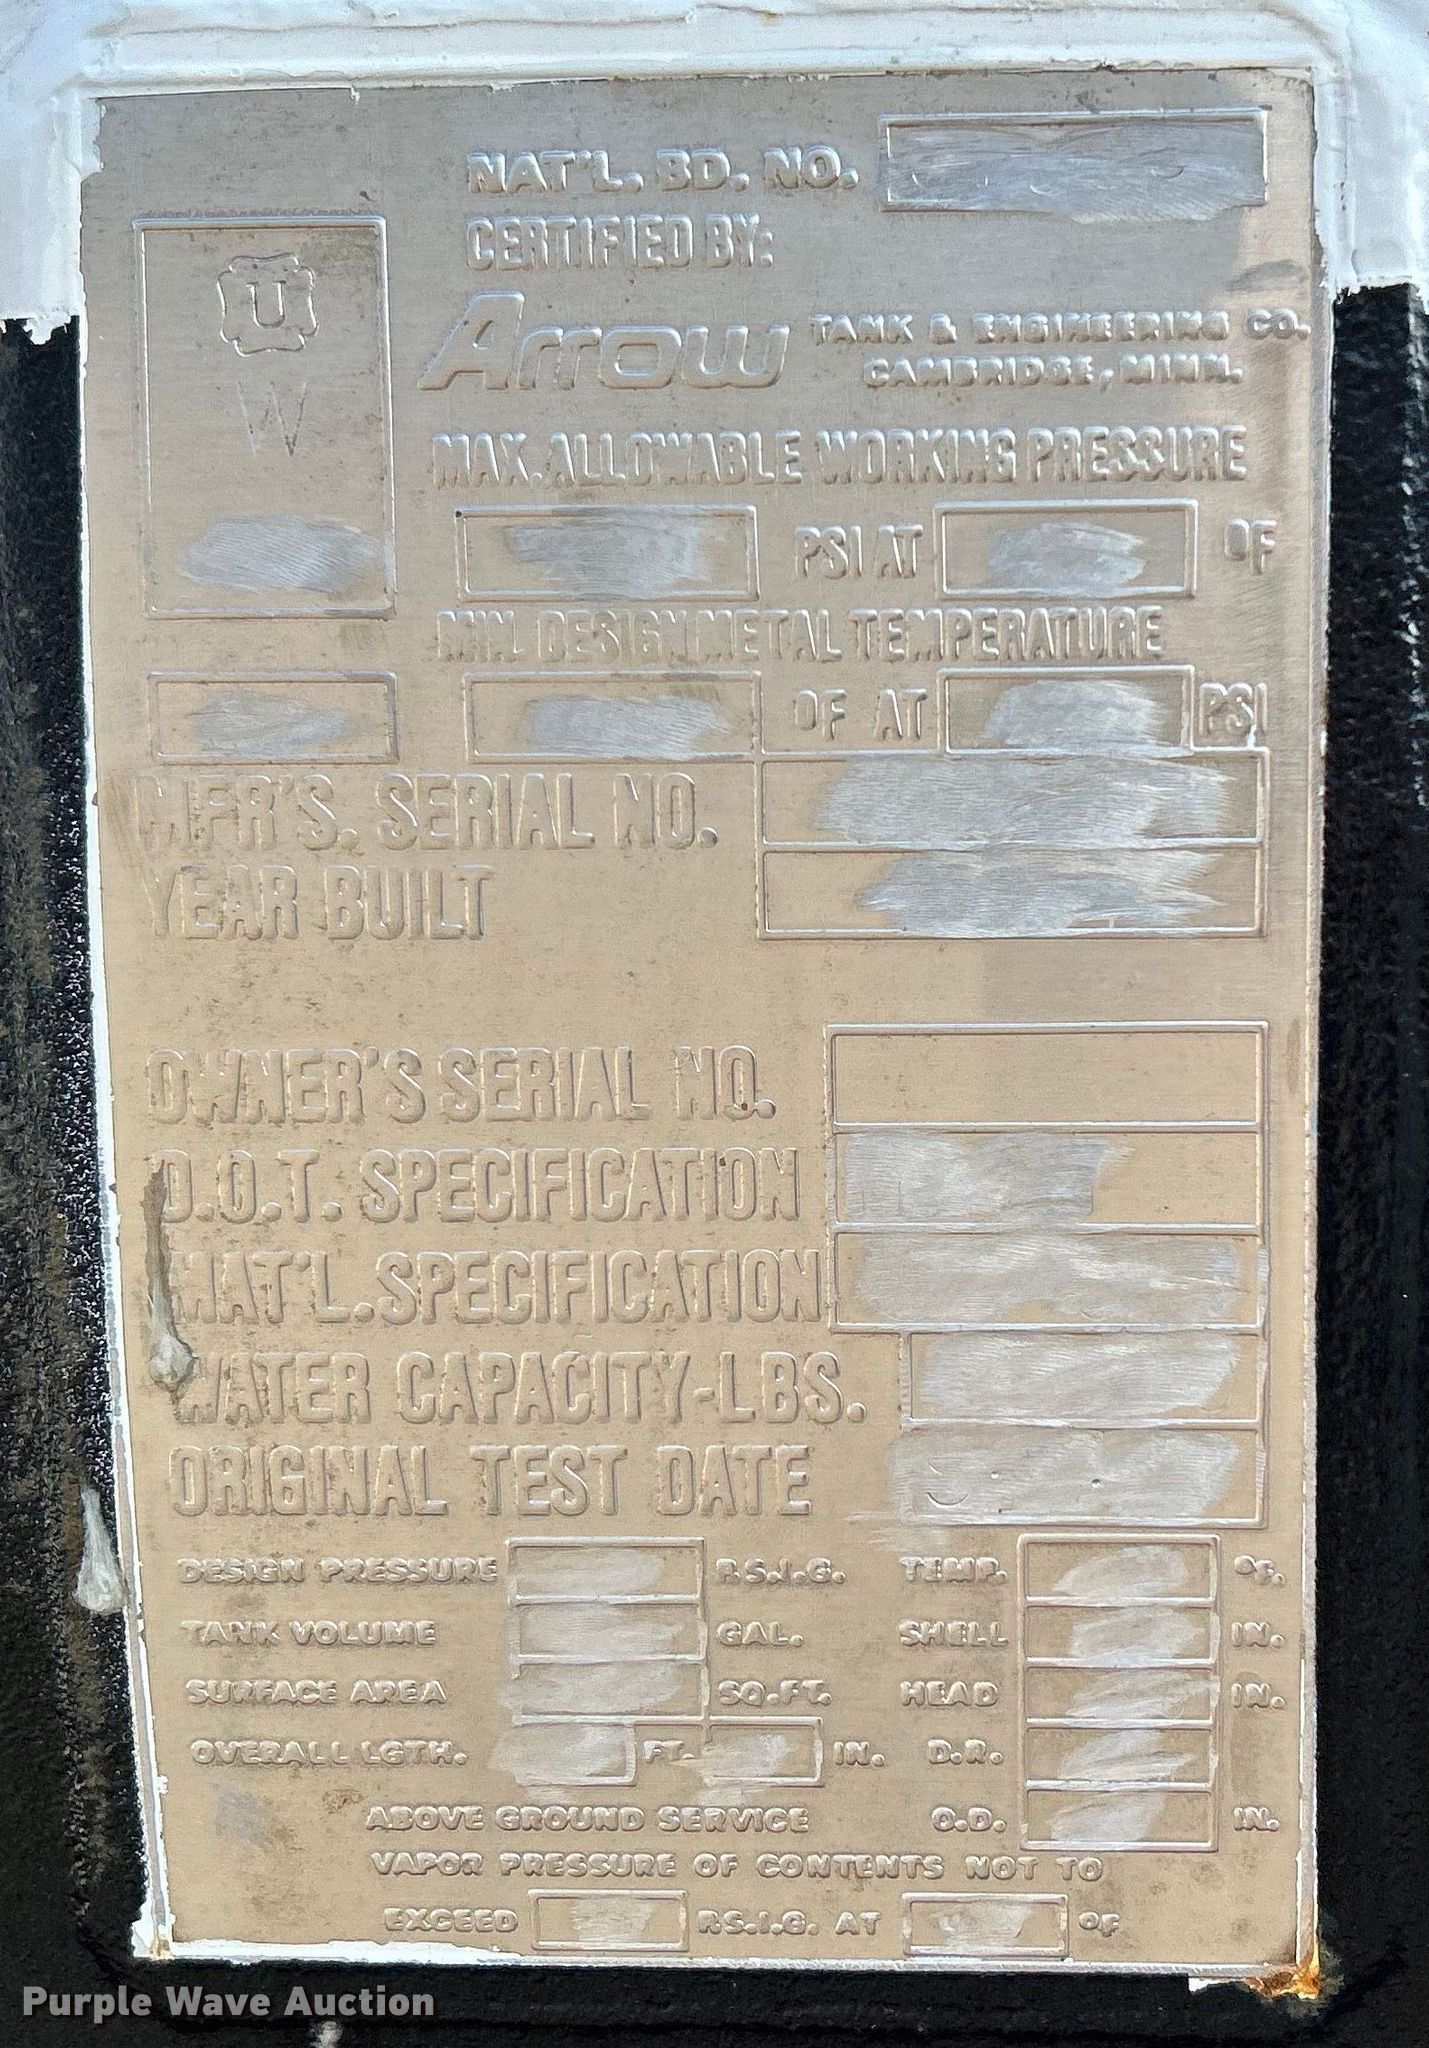 NAT'L. BD. NO.
CERTIFIED BY:
U
W
Arrow TANK & ENGINEERING CO.
CAMBRIDGE, MINN.
MAX. ALLOWABLE WORKING PRESSURE
PSI AT °F
MIN. DESIGN METAL TEMPERATURE
°F AT PSI
MFR'S. SERIAL NO.
YEAR BUILT
OWNER'S SERIAL NO.
D.O.T. SPECIFICATION
MAT'L. SPECIFICATION
WATER CAPACITY-LBS.
ORIGINAL TEST DATE
DESIGN PRESSURE P.S.I.G. TEMP. °F.
TANK VOLUME GAL. SHELL IN.
SURFACE AREA SQ.FT. HEAD IN.
OVERALL LGTH. FT. IN. D.R.
ABOVE GROUND SERVICE O.D. IN.
VAPOR PRESSURE OF CONTENTS NOT TO
EXCEED P.S.I.G. AT °F
Purple Wave Auction